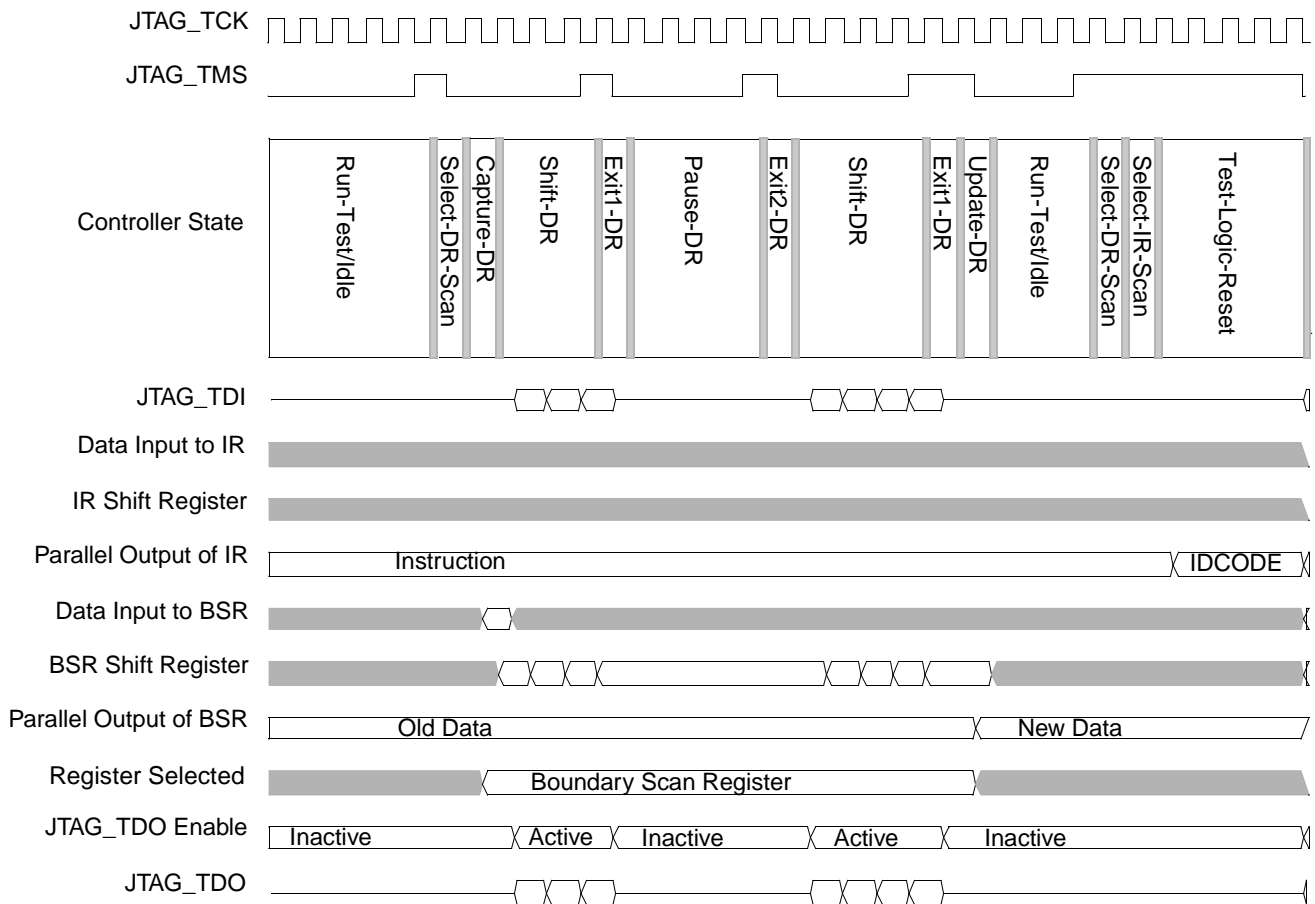 JTAG_TCK
JTAG_TMS
Controller State
Run-Test/Idle
Select-DR-Scan
Capture-DR
Shift-DR
Exit1-DR
Pause-DR
Exit2-DR
Shift-DR
Exit1-DR
Update-DR
Run-Test/Idle
Select-DR-Scan
Select-IR-Scan
Test-Logic-Reset
JTAG_TDI
Data Input to IR
IR Shift Register
Parallel Output of IR
Instruction
IDCODE
Data Input to BSR
BSR Shift Register
Parallel Output of BSR
Old Data
New Data
Register Selected
Boundary Scan Register
JTAG_TDO Enable
Inactive
Active
Inactive
Active
Inactive
JTAG_TDO